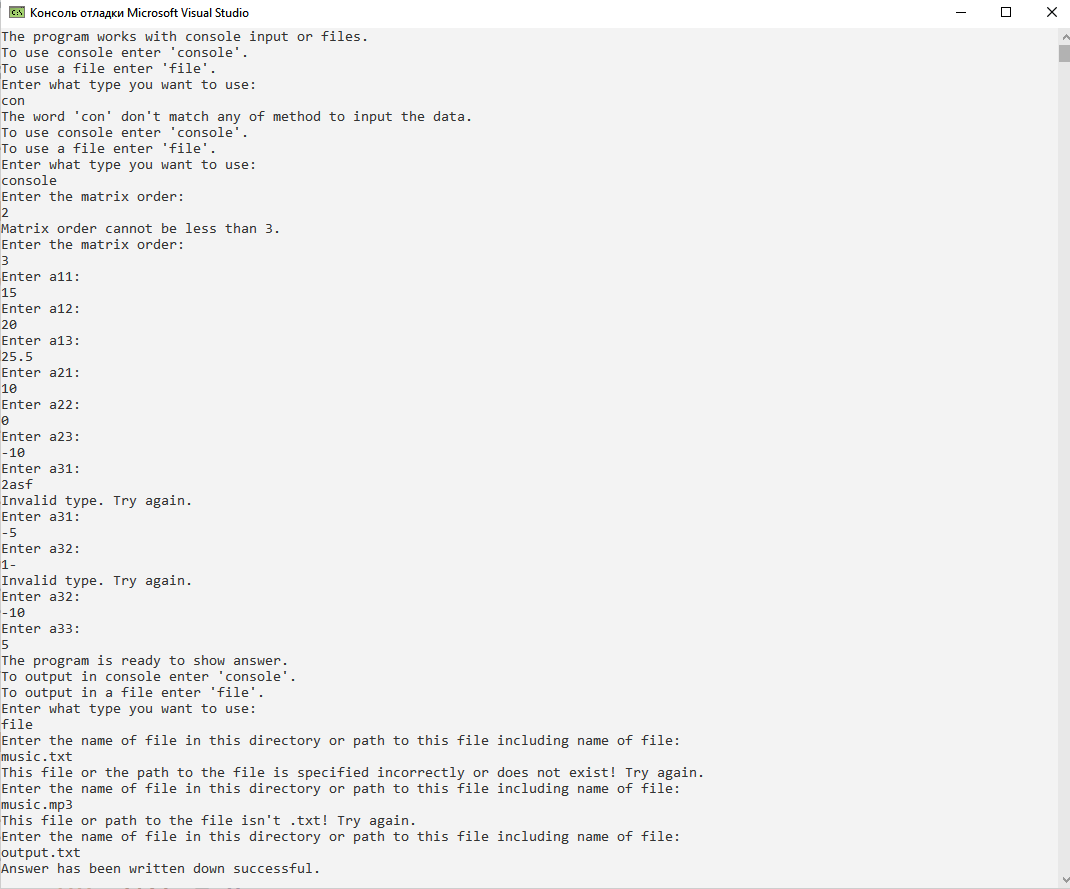 Консоль отладки Microsoft Visual Studio
The program works with console input or files.
To use console enter 'console'.
To use a file enter 'file'.
Enter what type you want to use:
con
The word 'con' don't match any of method to input the data.
To use console enter 'console'.
To use a file enter 'file'.
Enter what type you want to use:
console
Enter the matrix order:
2
Matrix order cannot be less than 3.
Enter the matrix order:
3
Enter a11:
15
Enter a12:
20
Enter a13:
25.5
Enter a21:
10
Enter a22:
0
Enter a23:
-10
Enter a31:
2asf
Invalid type. Try again.
Enter a31:
-5
Enter a32:
1-
Invalid type. Try again.
Enter a32:
-10
Enter a33:
5
The program is ready to show answer.
To output in console enter 'console'.
To output in a file enter 'file'.
Enter what type you want to use:
file
Enter the name of file in this directory or path to this file including name of file:
music.txt
This file or the path to the file is specified incorrectly or does not exist! Try again.
Enter the name of file in this directory or path to this file including name of file:
music.mp3
This file or path to the file isn't .txt! Try again.
Enter the name of file in this directory or path to this file including name of file:
output.txt
Answer has been written down successful.